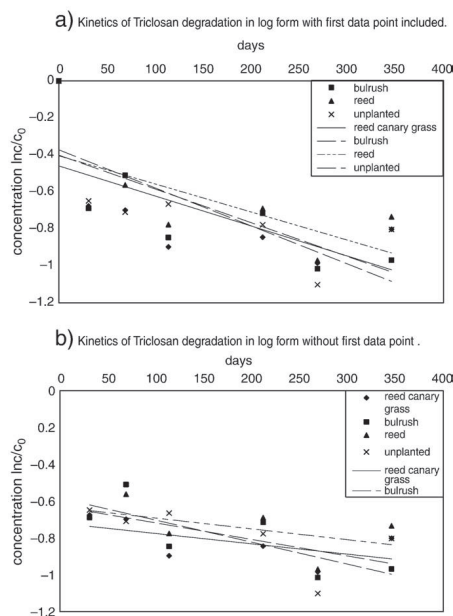 a) Kinetics of Triclosan degradation in log form with first data point included.
days
0 50 100 150 200 250 300 350 400
0
−0.2
−0.4
−0.6
−0.8
−1
−1.2
concentration lnc/c0
bulrush
reed
unplanted
reed canary grass
bulrush
reed
unplanted
b) Kinetics of Triclosan degradation in log form without first data point .
days
0 50 100 150 200 250 300 350 400
0
−0.2
−0.4
−0.6
−0.8
−1
−1.2
concentration lnc/c0
reed canary
grass
bulrush
reed
unplanted
reed canary
grass
bulrush